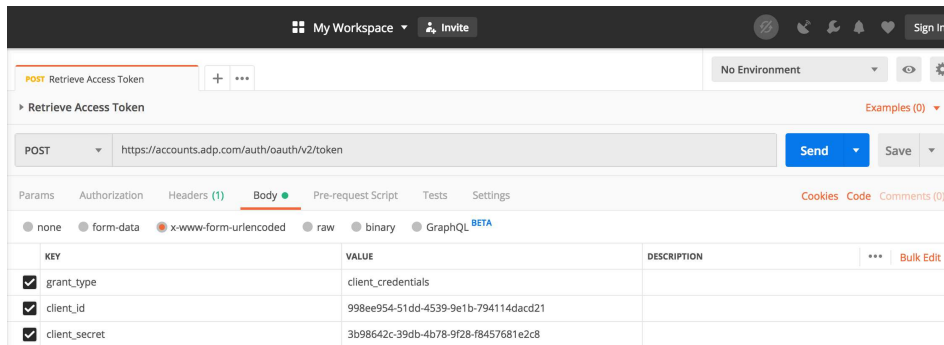 My Workspace Invite Sign In
POST Retrieve Access Token + ••• No Environment
Retrieve Access Token Examples (0)
POST https://accounts.adp.com/auth/oauth/v2/token Send Save
Params Authorization Headers (1) Body Pre-request Script Tests Settings Cookies Code Comments (0)
none form-data x-www-form-urlencoded raw binary GraphQL BETA
KEY VALUE DESCRIPTION ••• Bulk Edit
grant_type client_credentials
client_id 998ee954-51dd-4539-9e1b-794114dacd21
client_secret 3b98642c-39db-4b78-9f28-f8457681e2c8